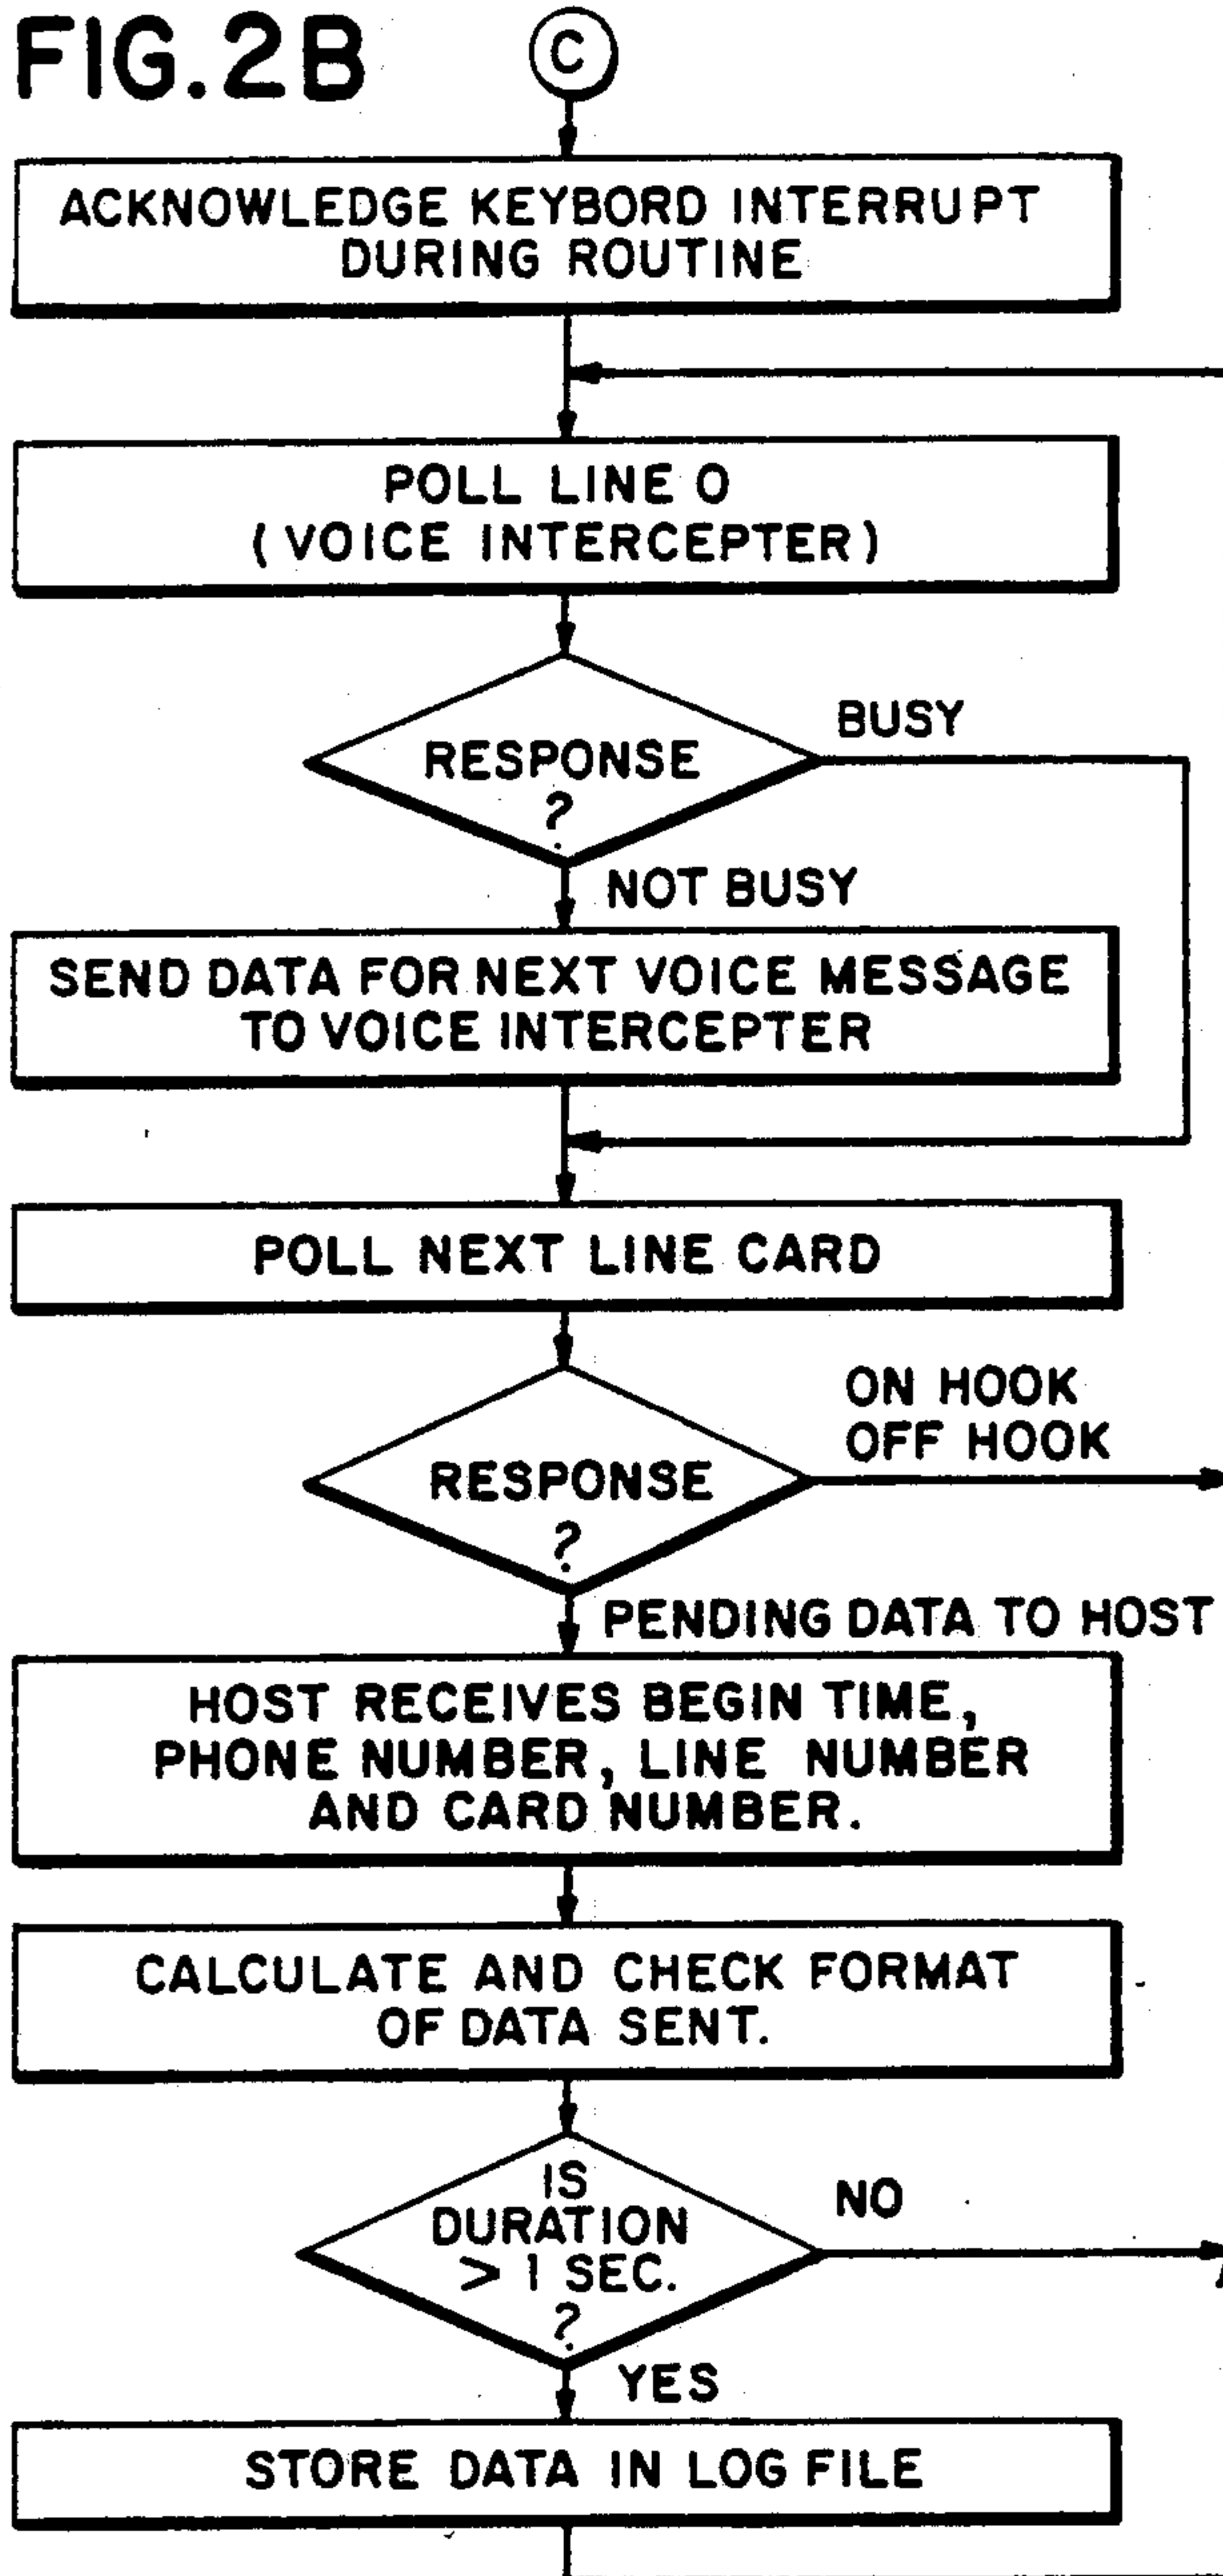 FIG.2B
C
ACKNOWLEDGE KEYBORD INTERRUPT
DURING ROUTINE
POLL LINE O
(VOICE INTERCEPTER)
RESPONSE
?
BUSY
NOT BUSY
SEND DATA FOR NEXT VOICE MESSAGE
TO VOICE INTERCEPTER
POLL NEXT LINE CARD
ON HOOK
OFF HOOK
RESPONSE
?
PENDING DATA TO HOST
HOST RECEIVES BEGIN TIME,
PHONE NUMBER, LINE NUMBER
AND CARD NUMBER.
CALCULATE AND CHECK FORMAT
OF DATA SENT.
IS
DURATION
> 1 SEC.
?
NO
YES
STORE DATA IN LOG FILE